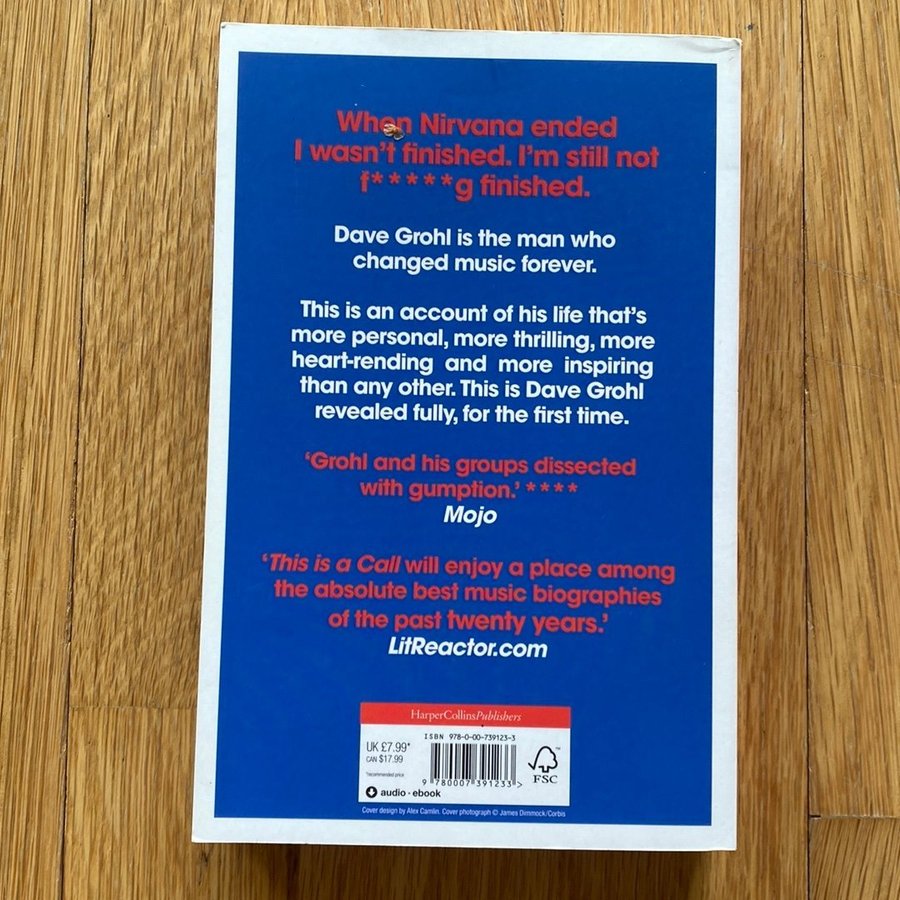 When Nirvana ended
I wasn't finished. I'm still not
f*****g finished.
Dave Grohl is the man who
changed music forever.
This is an account of his life that's
more personal, more thrilling, more
heart-rending and more inspiring
than any other. This is Dave Grohl
revealed fully, for the first time.
'Grohl and his groups dissected
with gumption.' ****
Mojo
'This is a Call will enjoy a place among
the absolute best music biographies
of the past twenty years.'
LitReactor.com
HarperCollinsPublishers
ISBN 978-0-00-739123-3
UK £7.99*
CAN $17.99
*recommended price
9 780007 391233 >
FSC™
audio • ebook
Cover design by Alex Camlin. Cover photograph © James Dimmock/Corbis